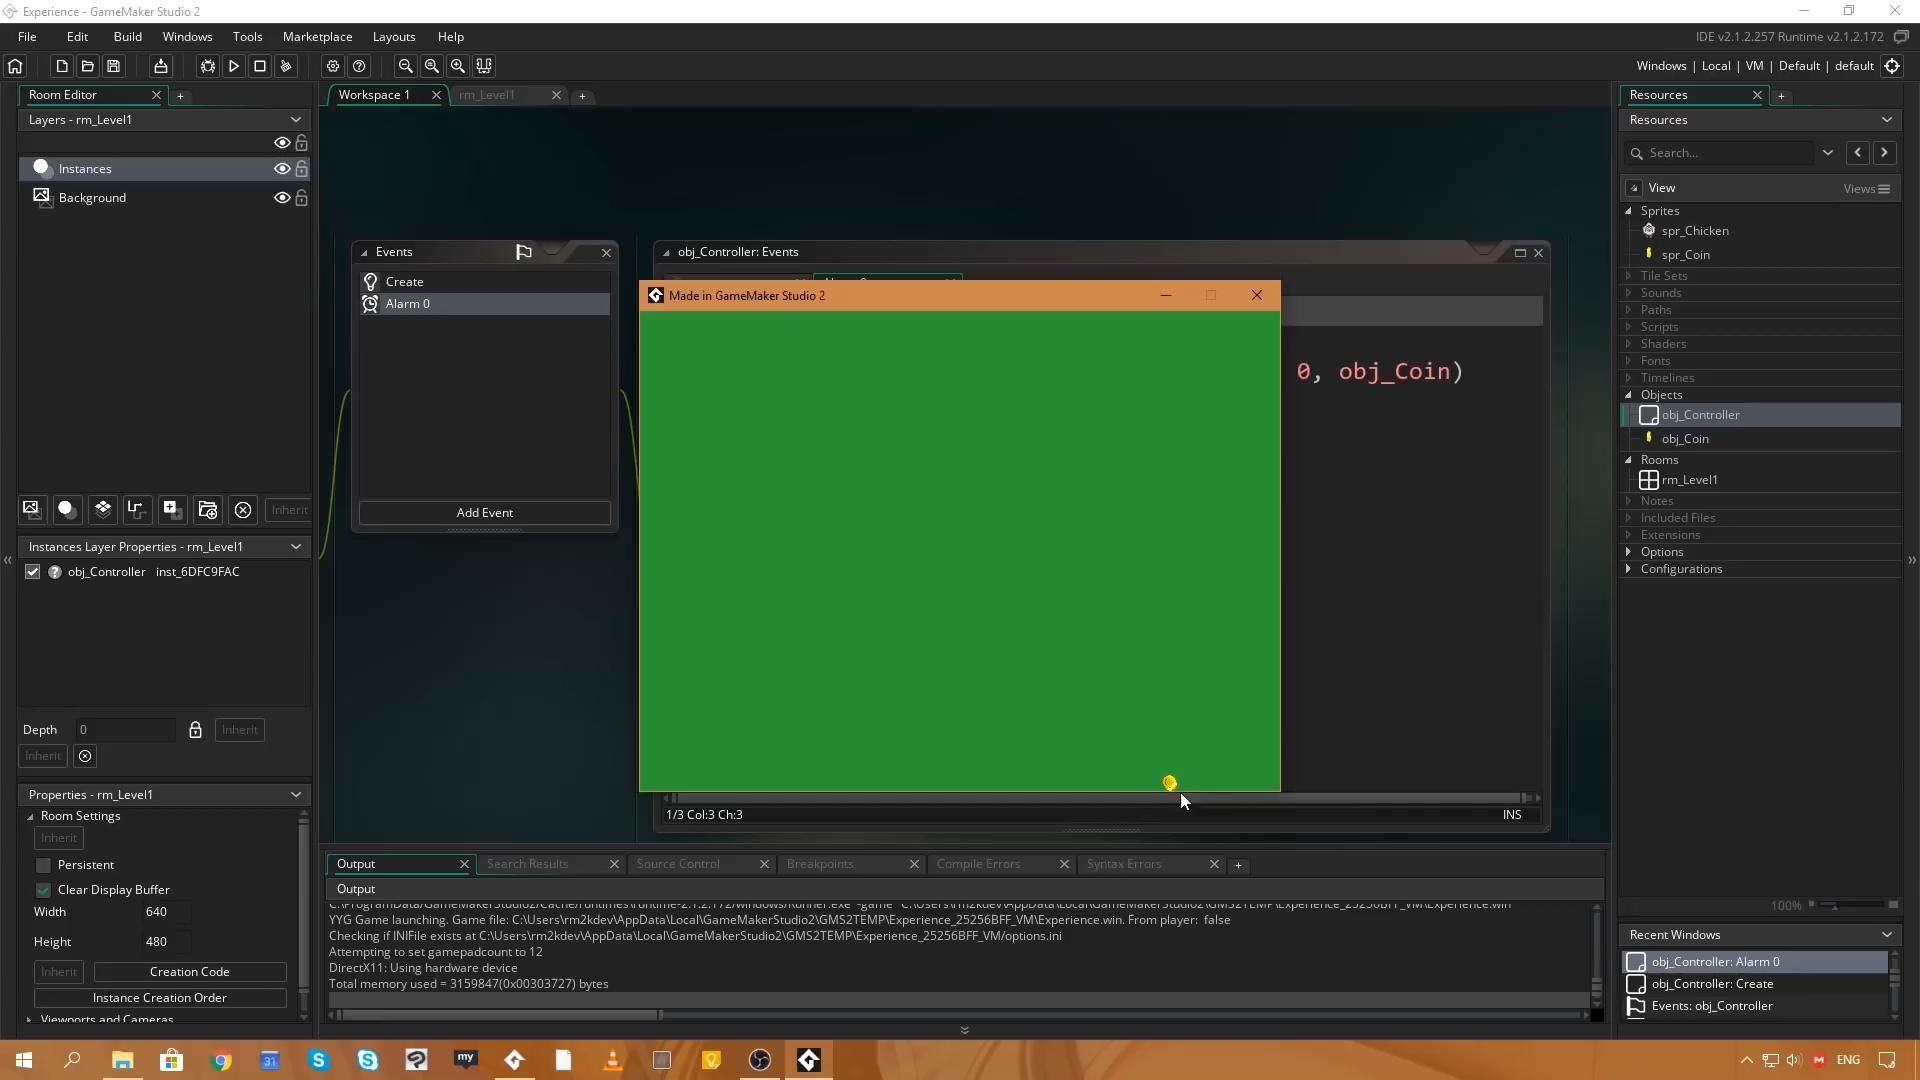 Experience - GameMaker Studio 2
File Edit Build Windows Tools Marketplace Layouts Help
IDE v2.1.2.257 Runtime v2.1.2.172
Windows | Local | VM | Default | default
Room Editor
Workspace 1
rm_Level1
Resources
Layers - rm_Level1
Resources
Search...
Instances
Background
View
Views
Sprites
spr_Chicken
spr_Coin
Tile Sets
Sounds
Paths
Scripts
Shaders
Fonts
Timelines
Objects
obj_Controller
obj_Coin
Rooms
rm_Level1
Notes
Included Files
Extensions
Options
Configurations
Events
Create
Alarm 0
Add Event
obj_Controller: Events
Made in GameMaker Studio 2
0, obj_Coin)
1/3 Col:3 Ch:3
INS
Inherit
Instances Layer Properties - rm_Level1
obj_Controller inst_6DFC9FAC
Depth 0 Inherit
Inherit
Properties - rm_Level1
Room Settings
Inherit
Persistent
Clear Display Buffer
Width 640
Height 480
Inherit Creation Code
Instance Creation Order
Viewports and Cameras
Output Search Results Source Control Breakpoints Compile Errors Syntax Errors
Output
YYG Game launching. Game file: C:\Users\rm2kdev\AppData\Local\GameMakerStudio2\GMS2TEMP\Experience_25256BFF_VM\Experience.win. From player: false
Checking if INIFile exists at C:\Users\rm2kdev\AppData\Local\GameMakerStudio2\GMS2TEMP\Experience_25256BFF_VM/options.ini
Attempting to set gamepadcount to 12
DirectX11: Using hardware device
Total memory used = 3159847(0x00303727) bytes
100%
Recent Windows
obj_Controller: Alarm 0
obj_Controller: Create
Events: obj_Controller
31
my
ENG